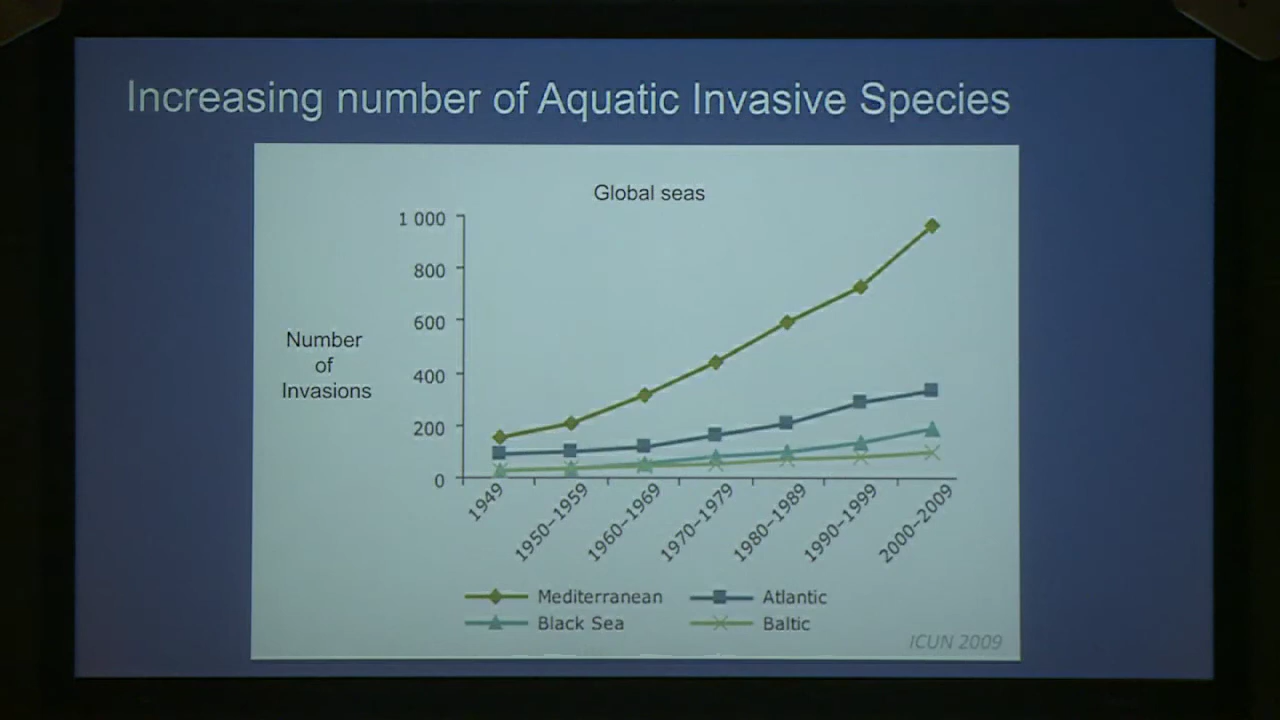 Increasing number of Aquatic Invasive Species
Global seas
1 000
800
600
400
200
0
Number
of
Invasions
1949
1950–1959
1960–1969
1970–1979
1980–1989
1990–1999
2000–2009
Mediterranean
Atlantic
Black Sea
Baltic
ICUN 2009